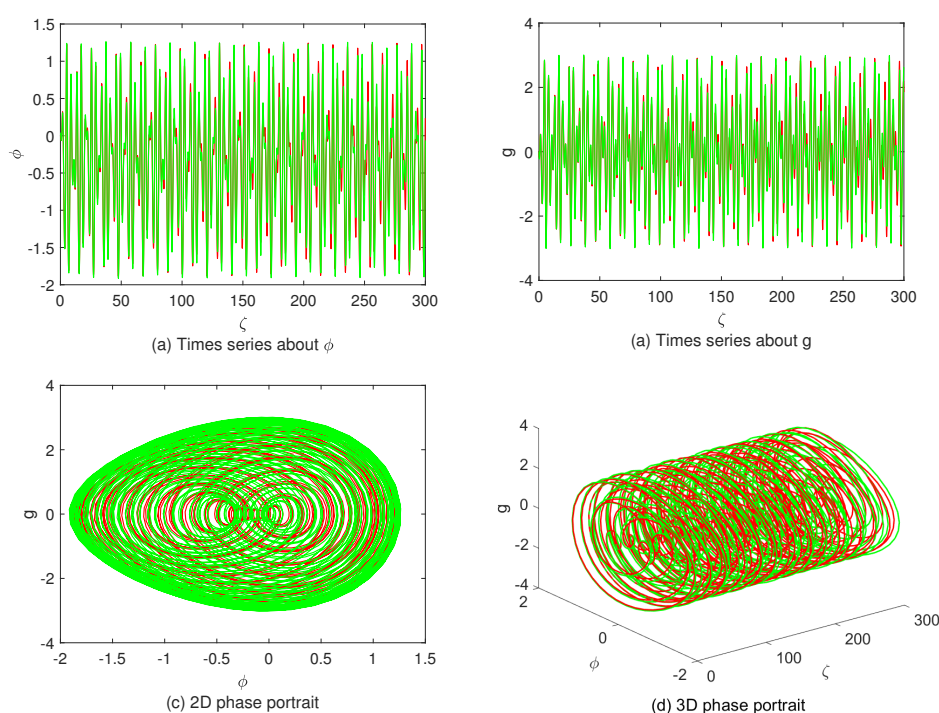 1.5
1
0.5
0
-0.5
-1
-1.5
-2
ϕ
0 50 100 150 200 250 300
ζ
(a) Times series about ϕ
4
2
0
-2
-4
g
0 50 100 150 200 250 300
ζ
(a) Times series about g
4
2
0
-2
-4
g
-2 -1.5 -1 -0.5 0 0.5 1 1.5
ϕ
(c) 2D phase portrait
4
2
0
-2
-4
g
2 0 -2
ϕ
0 100 200 300
ζ
(d) 3D phase portrait